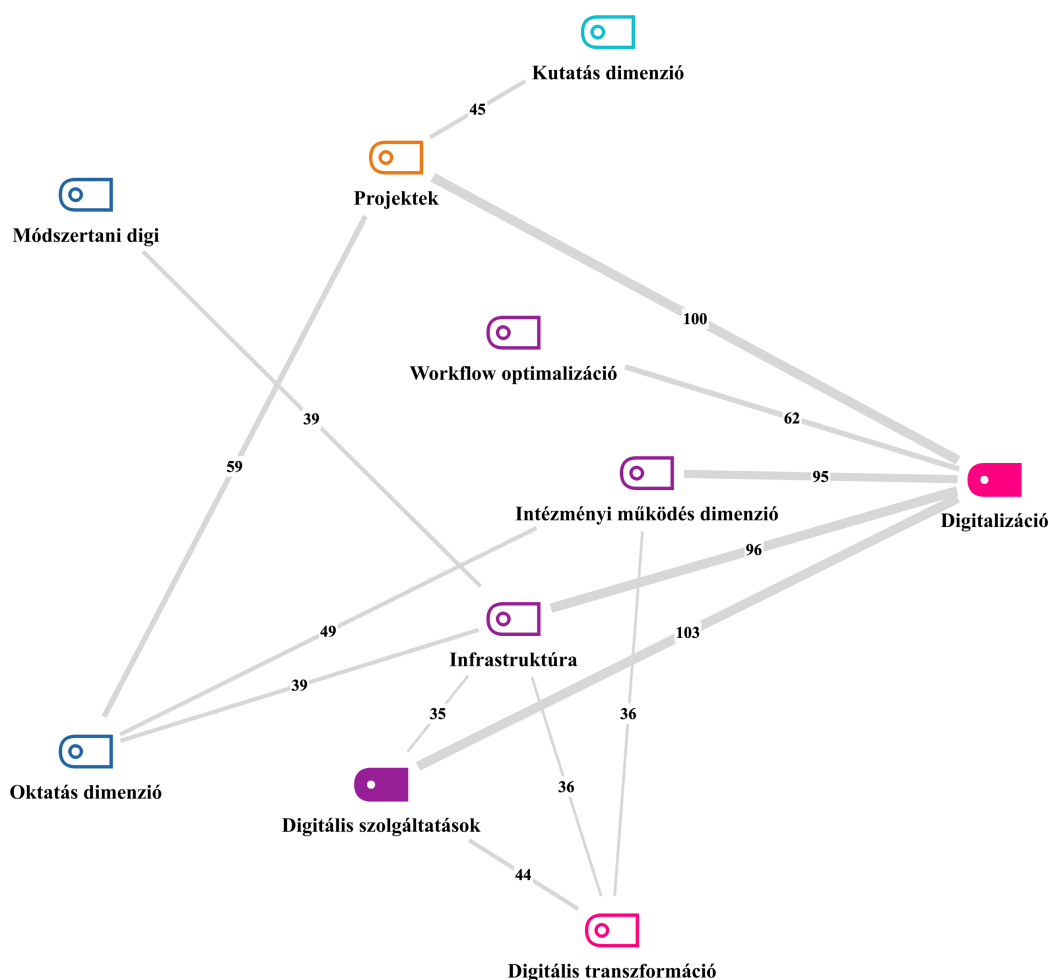 Kutatás dimenzió
45
Projektek
Módszertani digi
100
Workflow optimalizáció
39
62
59
95
Intézményi működés dimenzió
Digitalizáció
96
49
103
Infrastruktúra
39
35
36
Oktatás dimenzió
36
Digitális szolgáltatások
44
Digitális transzformáció